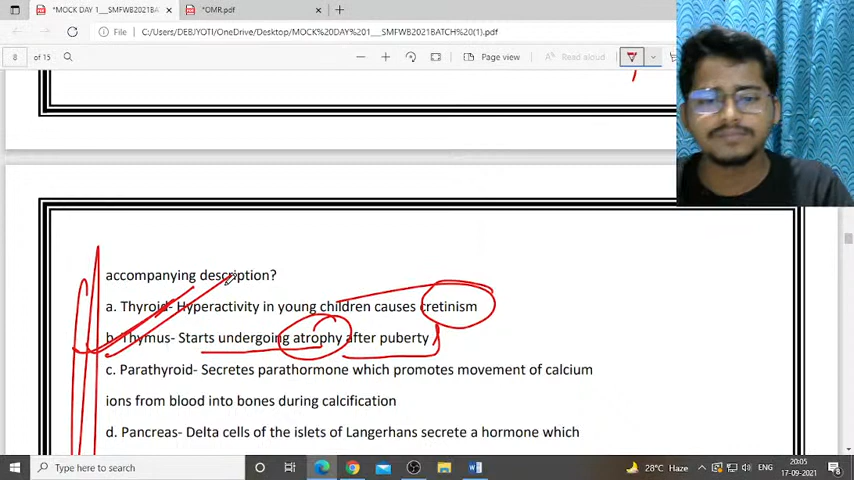 *MOCK DAY 1___SMFWB2021BATCH
*OMR.pdf
File
C:/Users/DEBJYOTI/OneDrive/Desktop/MOCK%20DAY%201___SMFWB2021BATCH%20(1).pdf
8 of 15
Page view
Read aloud
accompanying description?
a. Thyroid- Hyperactivity in young children causes cretinism
b. Thymus- Starts undergoing atrophy after puberty
c. Parathyroid- Secretes parathormone which promotes movement of calcium
ions from blood into bones during calcification
d. Pancreas- Delta cells of the islets of Langerhans secrete a hormone which
Type here to search
28°C Haze
ENG
20:05
17-09-2021